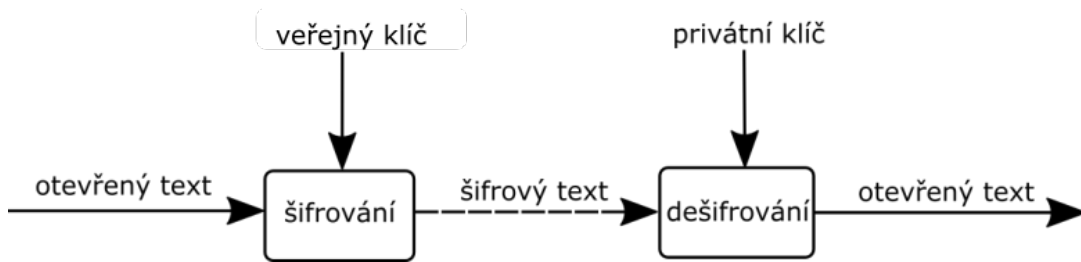 veřejný klíč
privátní klíč
otevřený text
šifrový text
otevřený text
šifrování
dešifrování